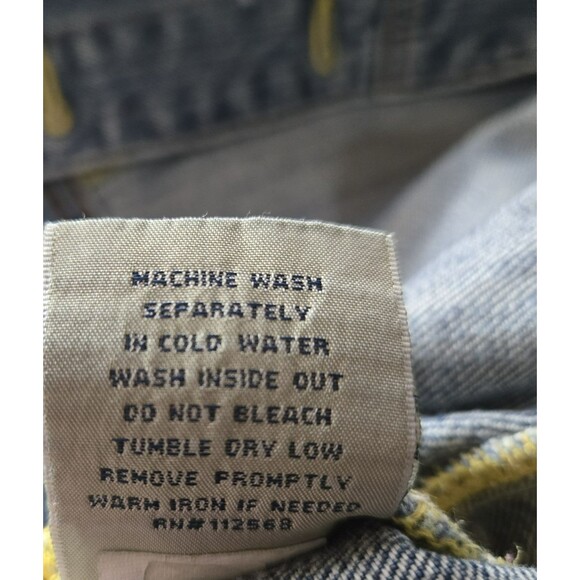 MACHINE WASH
SEPARATELY
IN COLD WATER
WASH INSIDE OUT
DO NOT BLEACH
TUMBLE DRY LOW
REMOVE PROMPTLY
WARM IRON IF NEEDED
RN#112568